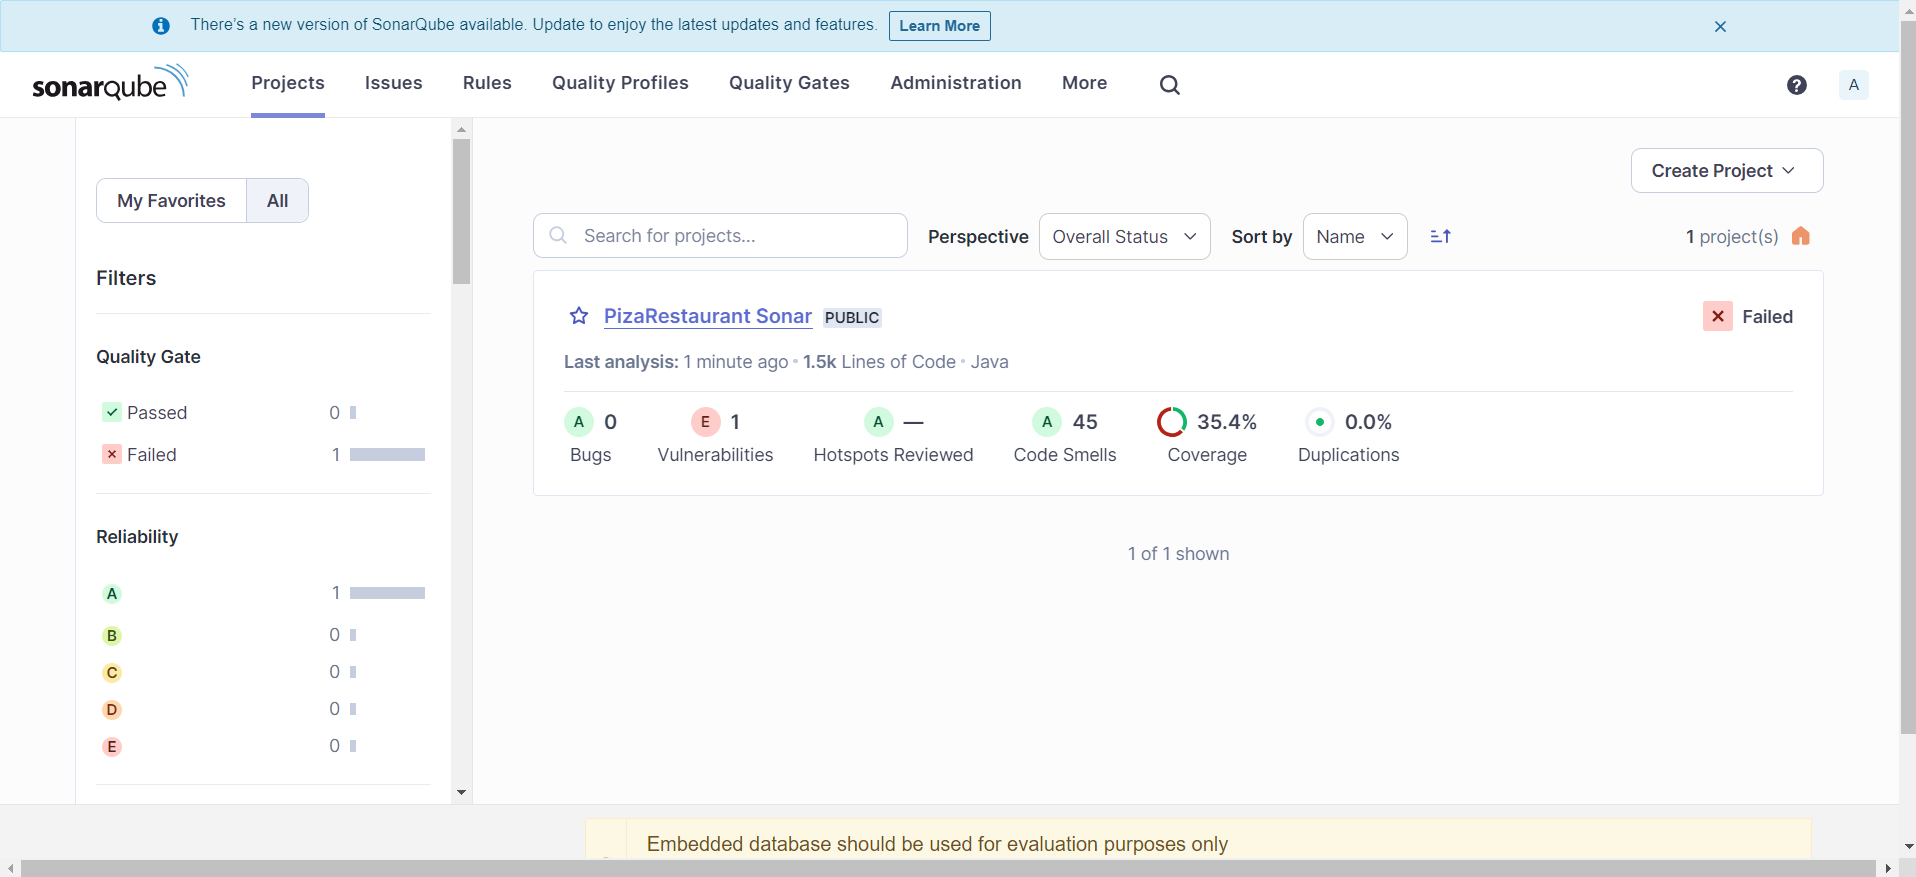 There's a new version of SonarQube available. Update to enjoy the latest updates and features. Learn More
sonarqube Projects Issues Rules Quality Profiles Quality Gates Administration More A
My Favorites All
Filters
Quality Gate
Passed 0
Failed 1
Reliability
A 1
B 0
C 0
D 0
E 0
Create Project
Search for projects... Perspective Overall Status Sort by Name 1 project(s)
PizaRestaurant Sonar PUBLIC Failed
Last analysis: 1 minute ago • 1.5k Lines of Code • Java
A 0 E 1 A — A 45 35.4% 0.0%
Bugs Vulnerabilities Hotspots Reviewed Code Smells Coverage Duplications
1 of 1 shown
Embedded database should be used for evaluation purposes only